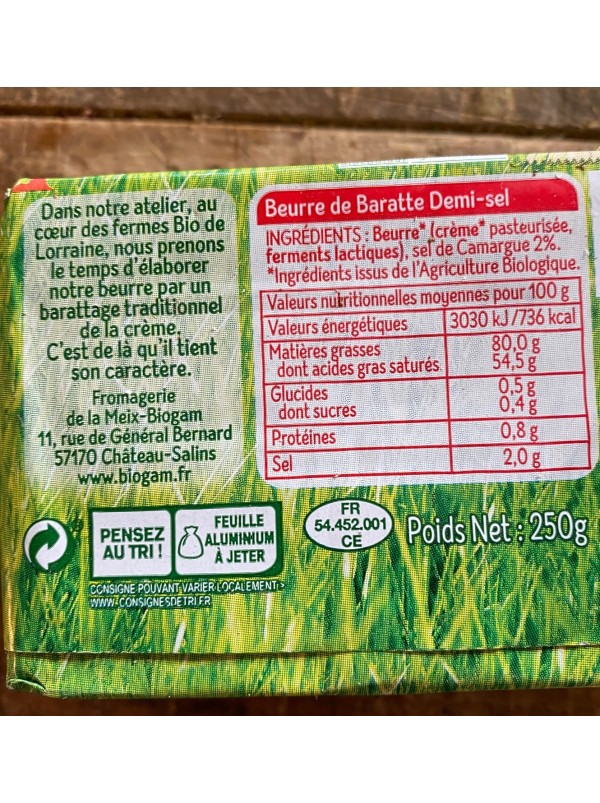 Dans notre atelier, au
cœur des fermes Bio de
Lorraine, nous prenons
le temps d'élaborer
notre beurre par un
barattage traditionnel
de la crème.
C'est de là qu'il tient
son caractère.
Fromagerie
de la Meix-Biogam
11, rue de Général Bernard
57170 Château-Salins
www.biogam.fr
Beurre de Baratte Demi-sel
INGRÉDIENTS : Beurre* (crème* pasteurisée,
ferments lactiques), sel de Camargue 2%.
*Ingrédients issus de l'Agriculture Biologique.
Valeurs nutritionnelles moyennes pour 100 g
Valeurs énergétiques 3030 kJ /736 kcal
Matières grasses 80,0 g
dont acides gras saturés 54,5 g
Glucides 0,5 g
dont sucres 0,4 g
Protéines 0,8 g
Sel 2,0 g
PENSEZ
AU TRI !
FEUILLE
ALUMINIUM
À JETER
CONSIGNE POUVANT VARIER LOCALEMENT >
WWW.CONSIGNESDETRI.FR
FR
54.452.001
CE
Poids Net : 250g